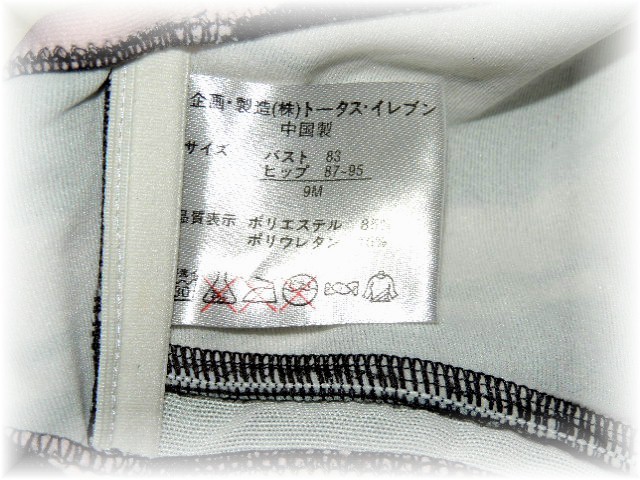 企画・製造(株)トータス・イレブン
中国製
サイズ バスト 83
ヒップ 87-95
9M
品質表示 ポリエステル 85%
ポリウレタン